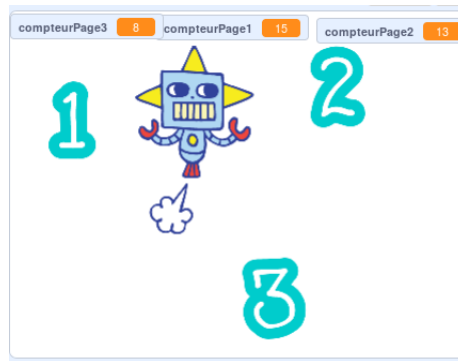 compteurPage3 8
compteurPage1 15
compteurPage2 13
1
2
3